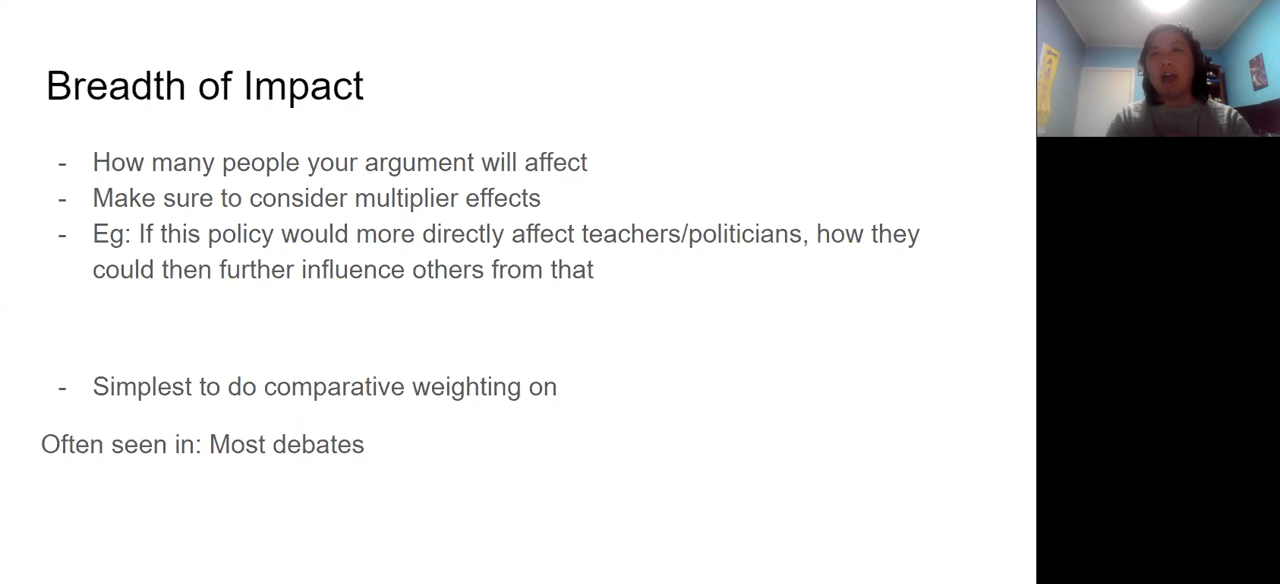 Breadth of Impact
- How many people your argument will affect
- Make sure to consider multiplier effects
- Eg: If this policy would more directly affect teachers/politicians, how they
could then further influence others from that
- Simplest to do comparative weighting on
Often seen in: Most debates